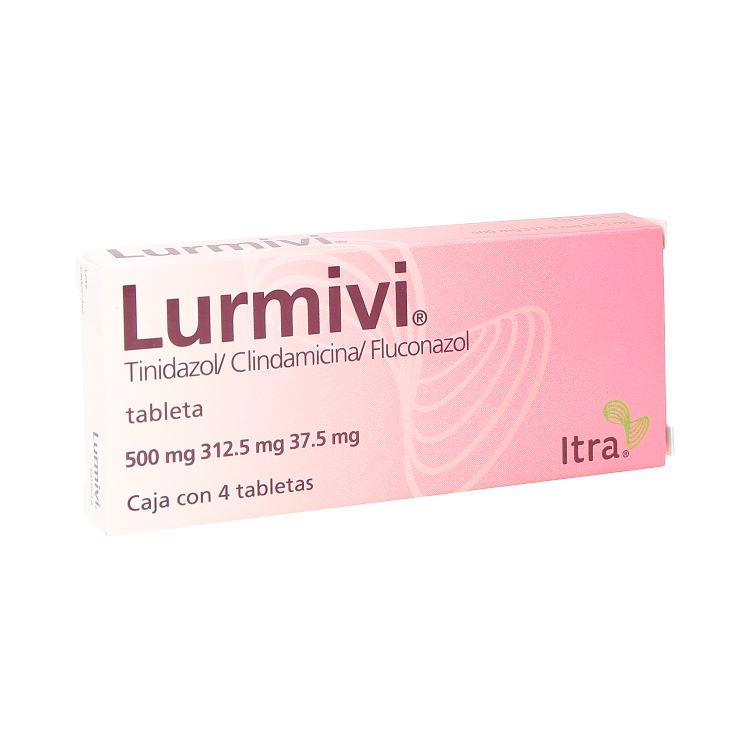 Lurmivi®
Lurmivi®
Tinidazol/ Clindamicina/ Fluconazol
tableta
500 mg 312.5 mg 37.5 mg
Caja con 4 tabletas
Itra®
Lurmivi